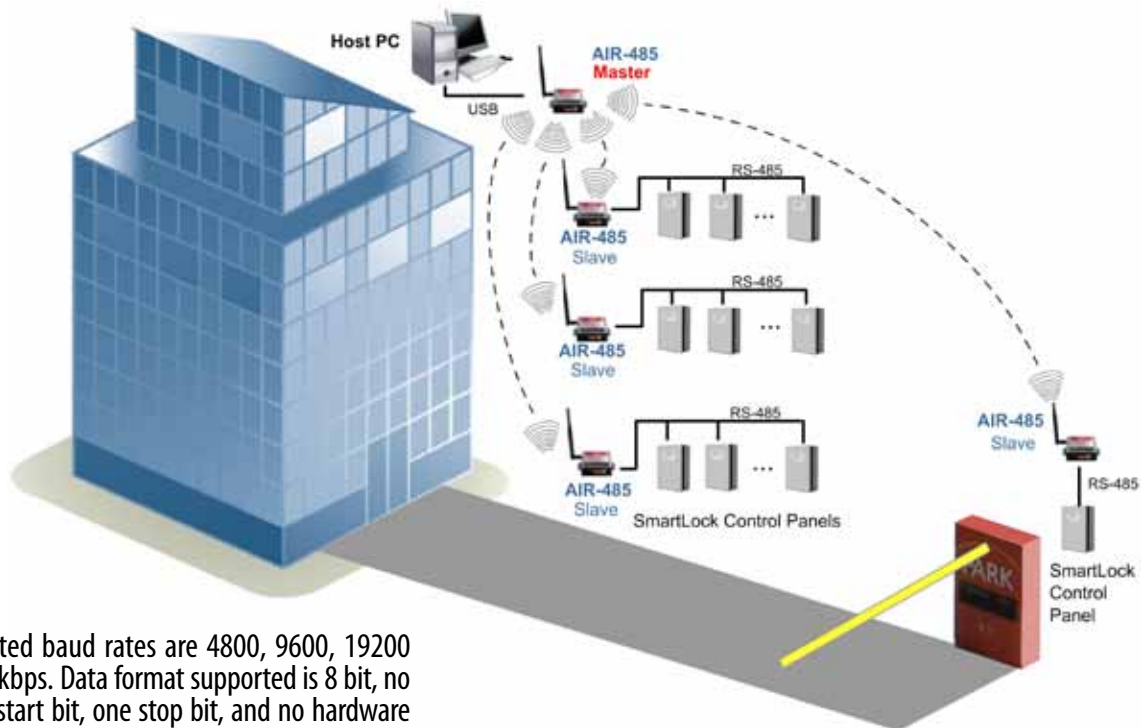 Host PC
AIR-485
Master
USB
RS-485
AIR-485
Slave
RS-485
AIR-485
Slave
RS-485
AIR-485
Slave
SmartLock Control Panels
AIR-485
Slave
RS-485
PARK
SmartLock
Control
Panel
ted baud rates are 4800, 9600, 19200
kbps. Data format supported is 8 bit, no
start bit, one stop bit, and no hardware